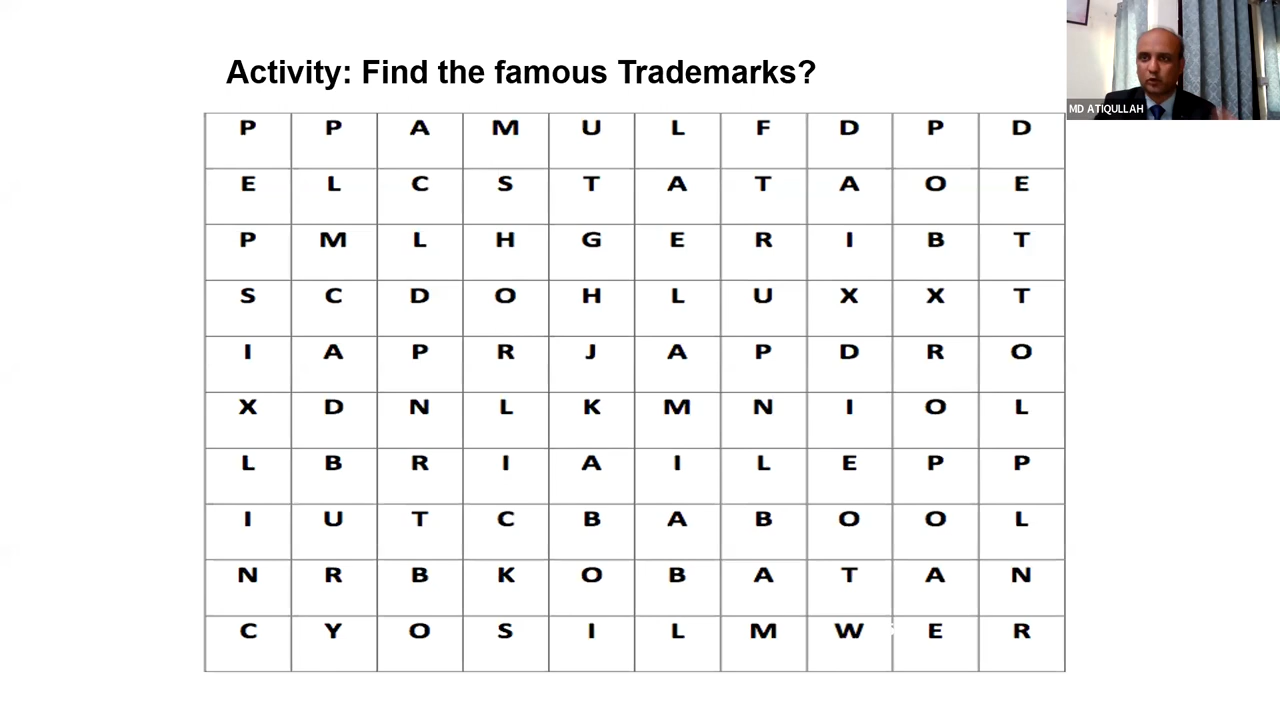 Activity: Find the famous Trademarks?
MD ATIQULLAH
P P A M U L F D P D
E L C S T A T A O E
P M L H G E R I B T
S C D O H L U X X T
I A P R J A P D R O
X D N L K M N I O L
L B R I A I L E P P
I U T C B A B O O L
N R B K O B A T A N
C Y O S I L M W E R